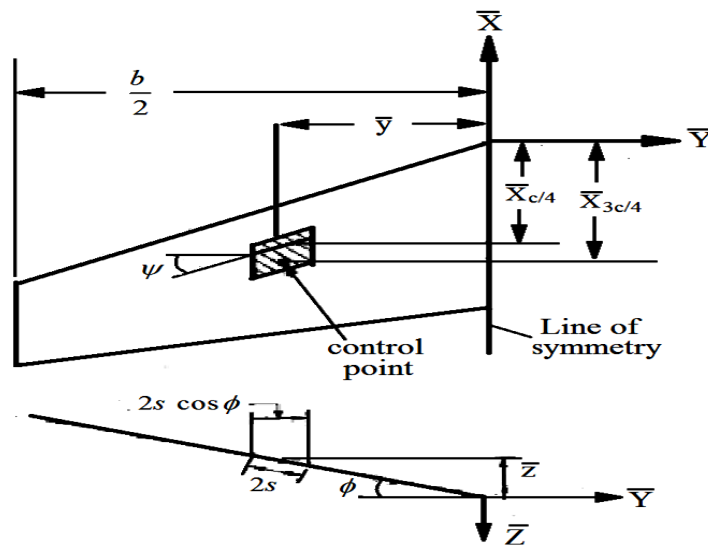 X̅
b/2
y̅
Y̅
X̅c/4
X̅3c/4
ψ
control point
Line of symmetry
2s cos ϕ
2s
ϕ
z̅
Y̅
Z̅